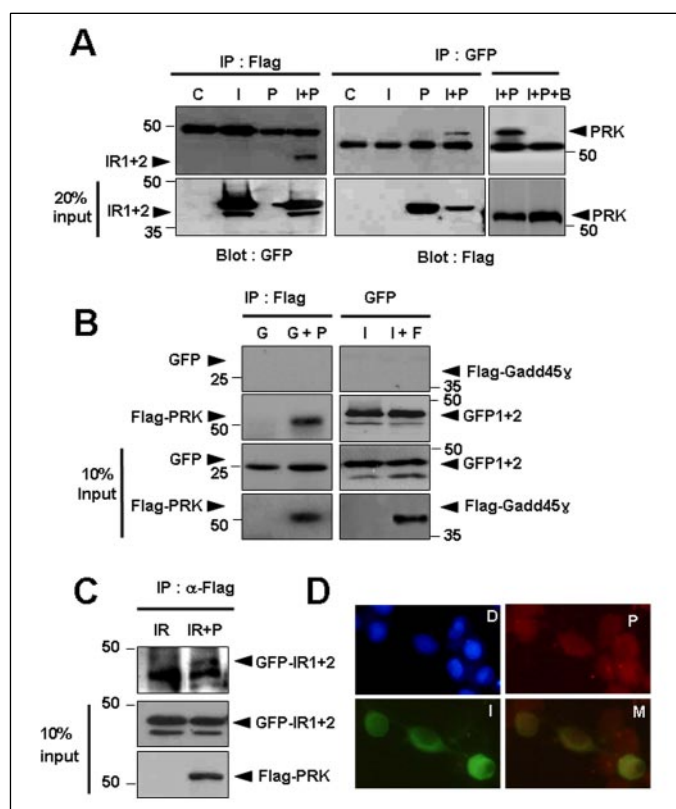 A
IP : Flag
IP : GFP
C I P I+P
C I P I+P
I+P I+P+B
50
IR1+2
PRK
50
20%
input
50
IR1+2
35
PRK
50
Blot : GFP
Blot : Flag
B
IP : Flag
GFP
G G + P
I I + F
GFP
25
Flag-Gadd45ɣ
35
Flag-PRK
50
50
GFP1+2
10%
Input
GFP
25
50
GFP1+2
Flag-PRK
50
Flag-Gadd45ɣ
35
C
IP : α-Flag
IR IR+P
50
GFP-IR1+2
10%
input
50
GFP-IR1+2
50
Flag-PRK
D
D
P
I
M